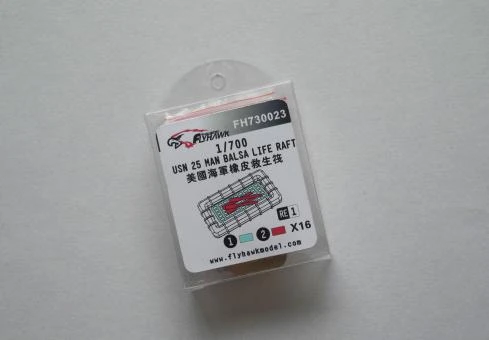 FLYHAWK FH730023
1/700
USN 25 MAN BALSA LIFE RAFT
美國海軍橡皮救生筏
RE 1
1 2 X16
www.flyhawkmodel.com